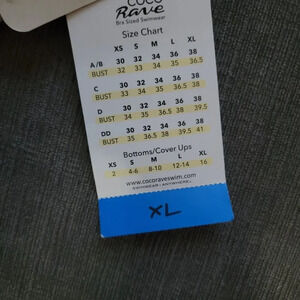 COCO
Rave
Bra Sized Swimwear
Size Chart
XS S M L XL
A/B 30 32 34 36 38
BUST 32 33 34 35 36.5
C 30 32 34 36 38
BUST 33 34 35 36.5 38
D 30 32 34 36 38
BUST 34 35 36.5 38 39.5
DD 30 32 34 36 38
BUST 35 36.5 38 39.5 41
Bottoms/Cover Ups
XS S M L XL
2 4-6 8-10 12-14 16
www.cocoraveswim.com
SWIMWEAR • ANYWHERE
XL